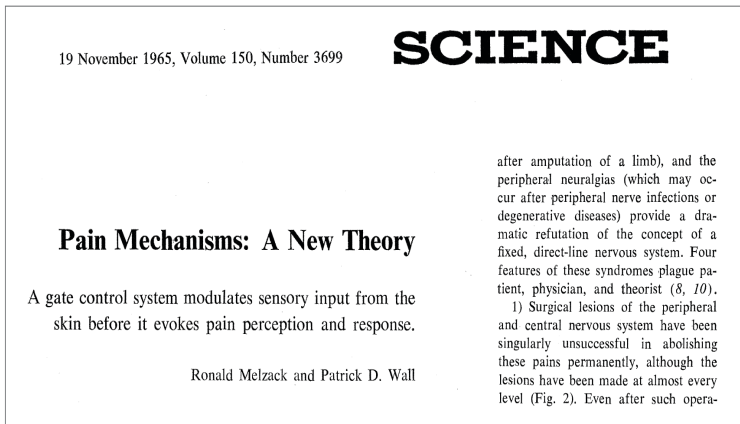 19 November 1965, Volume 150, Number 3699
SCIENCE
Pain Mechanisms: A New Theory
A gate control system modulates sensory input from the
skin before it evokes pain perception and response.
Ronald Melzack and Patrick D. Wall
after amputation of a limb), and the
peripheral neuralgias (which may oc-
cur after peripheral nerve infections or
degenerative diseases) provide a dra-
matic refutation of the concept of a
fixed, direct-line nervous system. Four
features of these syndromes plague pa-
tient, physician, and theorist (8, 10).
1) Surgical lesions of the peripheral
and central nervous system have been
singularly unsuccessful in abolishing
these pains permanently, although the
lesions have been made at almost every
level (Fig. 2). Even after such opera-